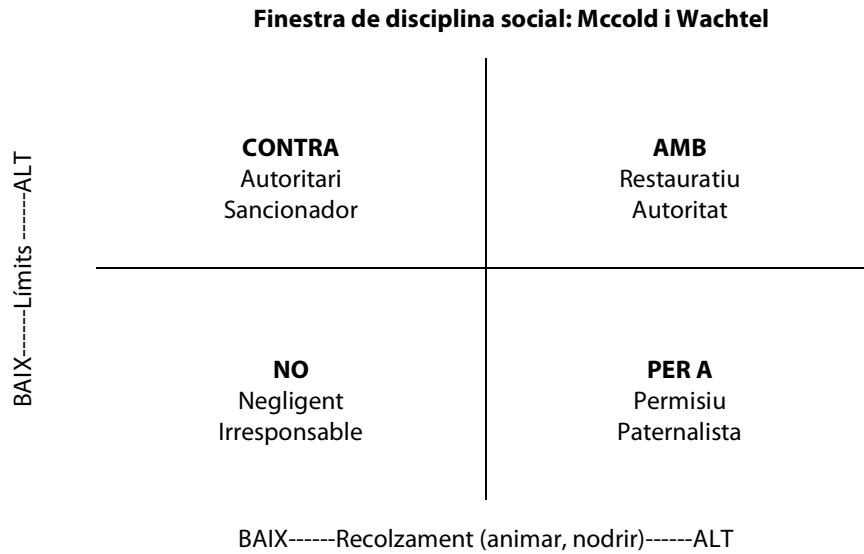 Finestra de disciplina social: Mccold i Wachtel
BAIX------Límits ------ALT
CONTRA
Autoritari
Sancionador
AMB
Restauratiu
Autoritat
NO
Negligent
Irresponsable
PER A
Permisiu
Paternalista
BAIX------Recolzament (animar, nodrir)------ALT